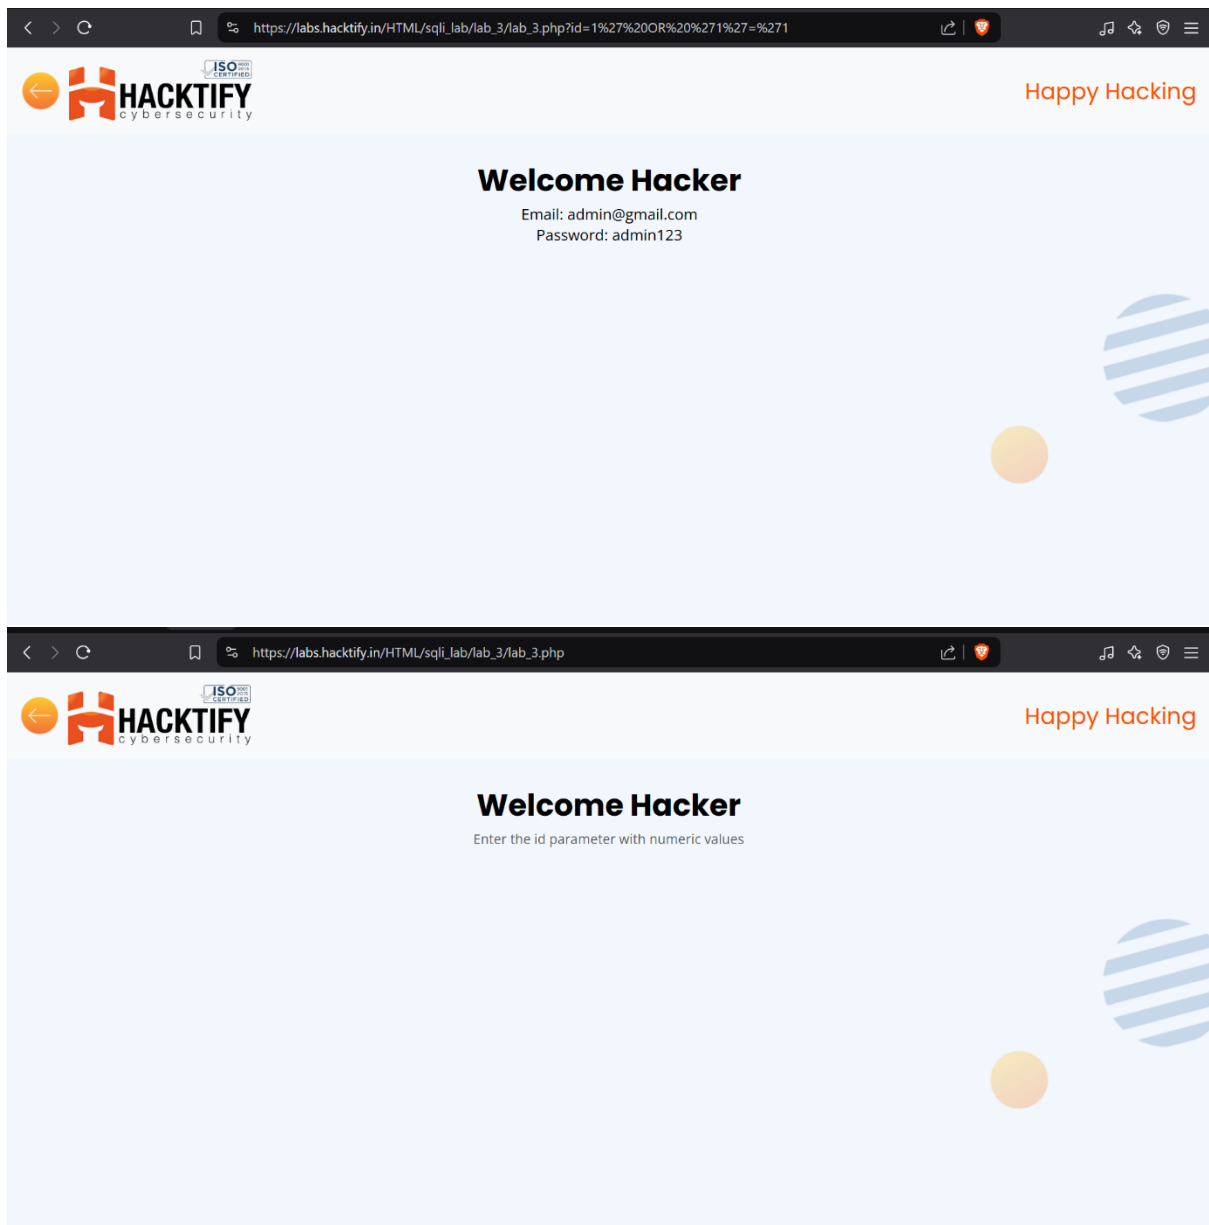 https://labs.hacktify.in/HTML/sqli_lab/lab_3/lab_3.php?id=1%27%20OR%20%271%27=%271
ISO
CERTIFIED
HACKTIFY
cybersecurity
Happy Hacking
Welcome Hacker
Email: admin@gmail.com
Password: admin123
https://labs.hacktify.in/HTML/sqli_lab/lab_3/lab_3.php
ISO
CERTIFIED
HACKTIFY
cybersecurity
Happy Hacking
Welcome Hacker
Enter the id parameter with numeric values